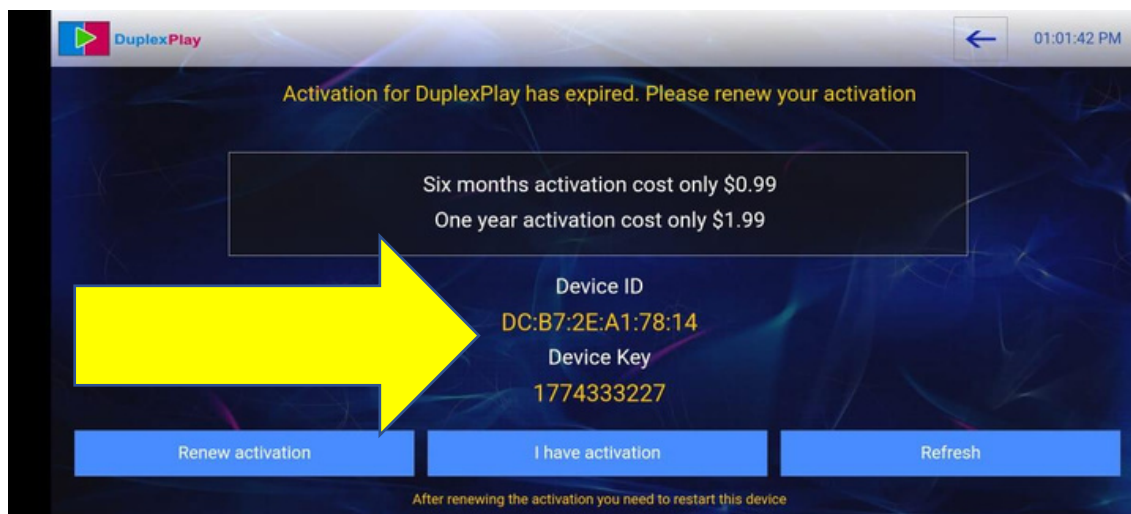 DuplexPlay
01:01:42 PM
Activation for DuplexPlay has expired. Please renew your activation
Six months activation cost only $0.99
One year activation cost only $1.99
Device ID
DC:B7:2E:A1:78:14
Device Key
1774333227
Renew activation
I have activation
Refresh
After renewing the activation you need to restart this device